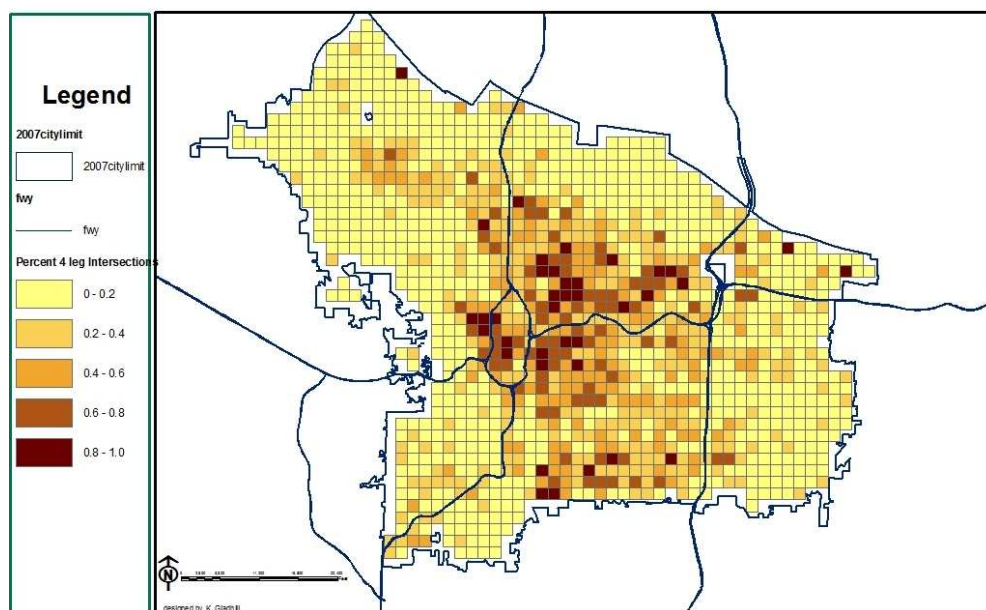 Legend
2007citylimit
2007citylimit
fwy
fwy
Percent 4 leg Intersections
0 - 0.2
0.2 - 0.4
0.4 - 0.6
0.6 - 0.8
0.8 - 1.0
N
designed by K. Gladhill